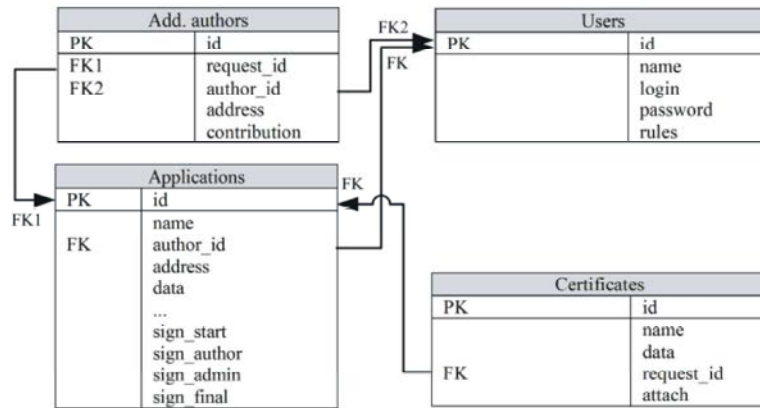 Add. authors
PK id
FK1 request_id
FK2 author_id
address
contribution
FK2
FK
Users
PK id
name
login
password
rules
FK1
Applications
PK id
name
FK author_id
address
data
...
sign_start
sign_author
sign_admin
sign_final
FK
Certificates
PK id
name
data
FK request_id
attach